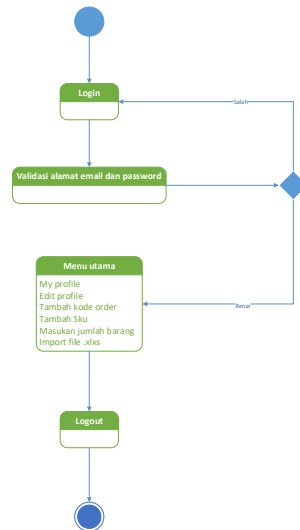 Login
Salah
Validasi alamat email dan password
Menu utama
My profile
Edit profile
Tambah kode order
Tambah Sku
Masukan jumlah barang
Import file .xlxs
Benar
Logout